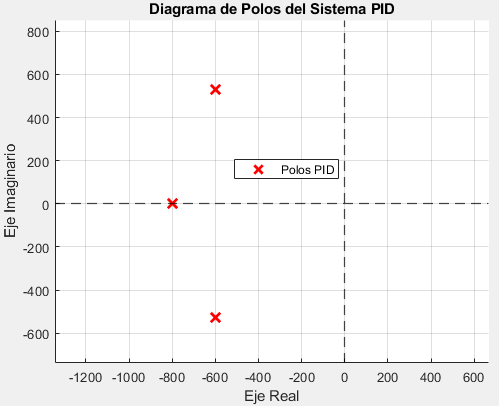 Diagrama de Polos del Sistema PID
800
600
400
200
0
-200
-400
-600
Eje Imaginario
Polos PID
-1200 -1000 -800 -600 -400 -200 0 200 400 600
Eje Real